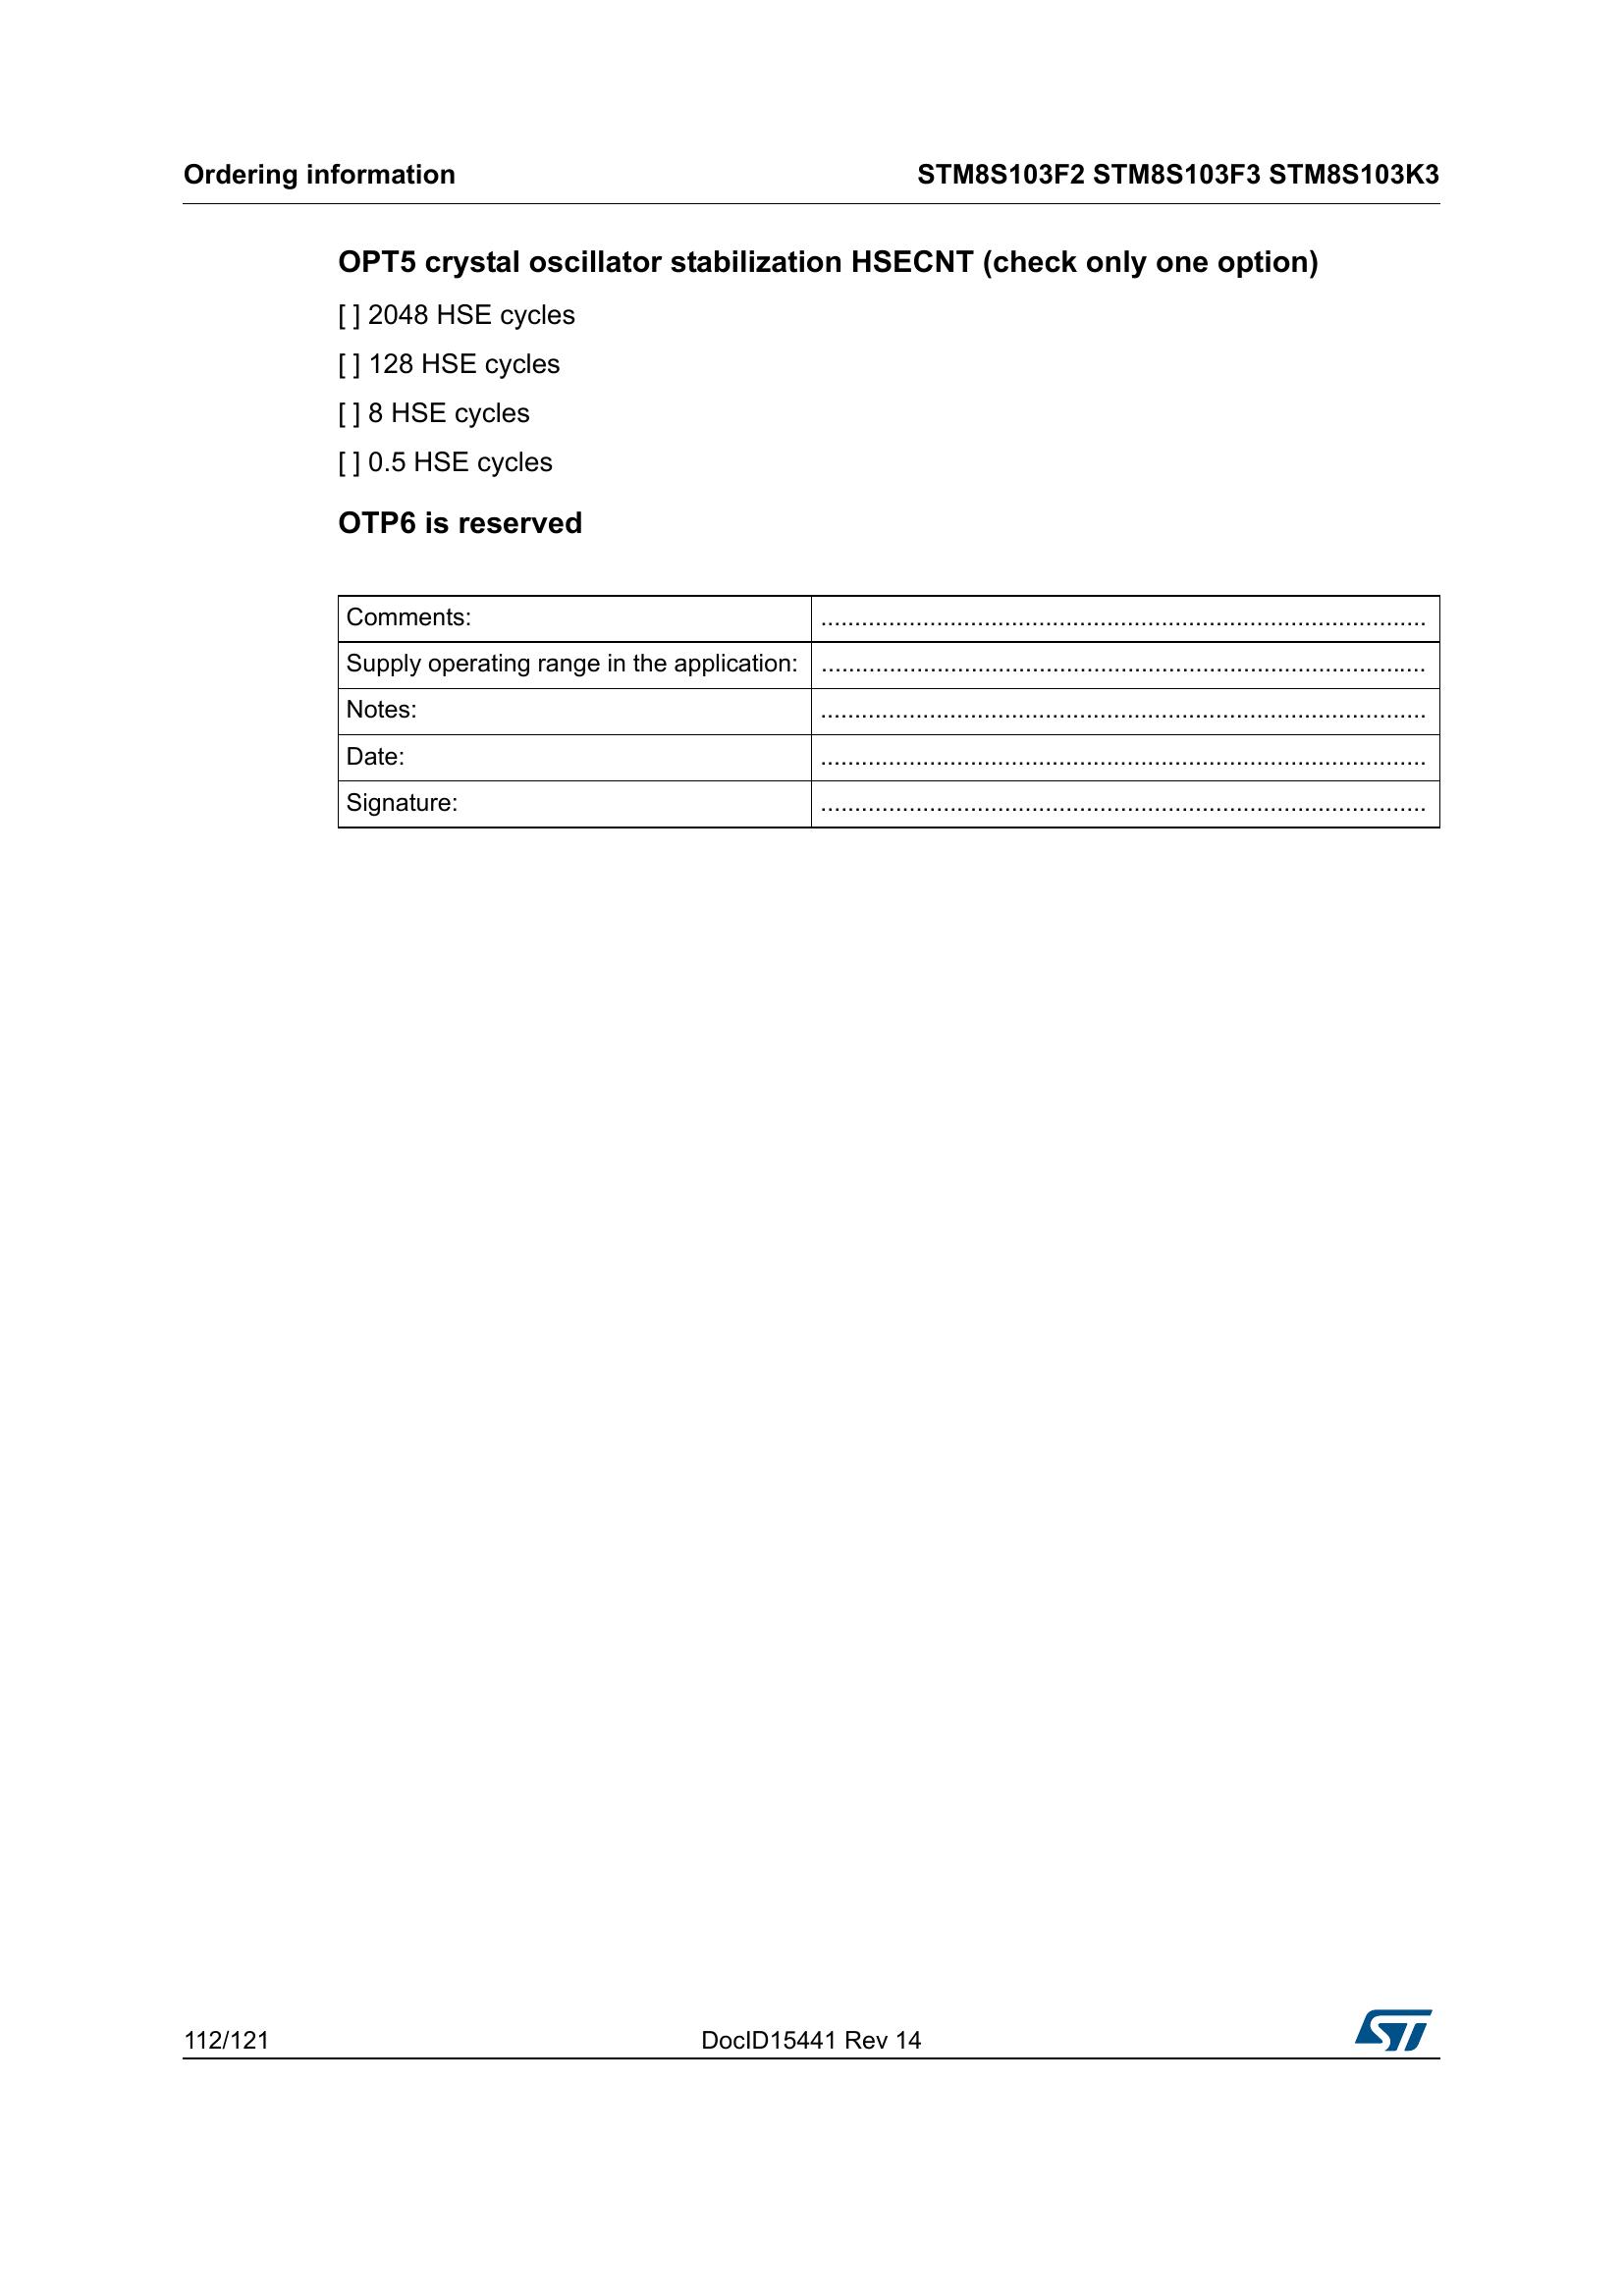 Ordering information STM8S103F2 STM8S103F3 STM8S103K3
OPT5 crystal oscillator stabilization HSECNT (check only one option)
[ ] 2048 HSE cycles
[ ] 128 HSE cycles
[ ] 8 HSE cycles
[ ] 0.5 HSE cycles
OTP6 is reserved
Comments: .........................................................................................
Supply operating range in the application: .........................................................................................
Notes: .........................................................................................
Date: .........................................................................................
Signature: .........................................................................................
112/121 DocID15441 Rev 14 ST